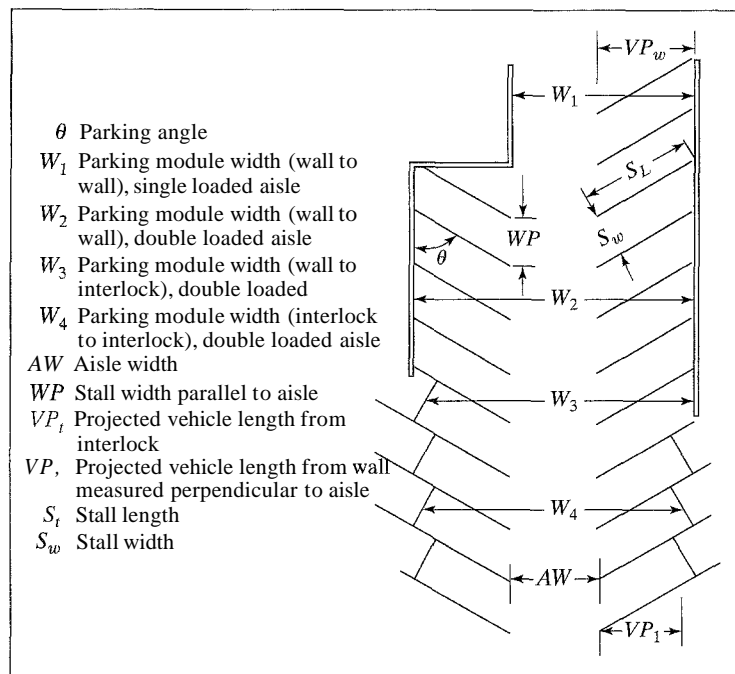 θ Parking angle
W₁ Parking module width (wall to
wall), single loaded aisle
W₂ Parking module width (wall to
wall), double loaded aisle
W₃ Parking module width (wall to
interlock), double loaded
W₄ Parking module width (interlock
to interlock), double loaded aisle
AW Aisle width
WP Stall width parallel to aisle
VPₜ Projected vehicle length from
interlock
VP, Projected vehicle length from wall
measured perpendicular to aisle
Sₜ Stall length
S_w Stall width
VP_w
W₁
S_L
WP
S_w
θ
W₂
W₃
W₄
AW
VP₁